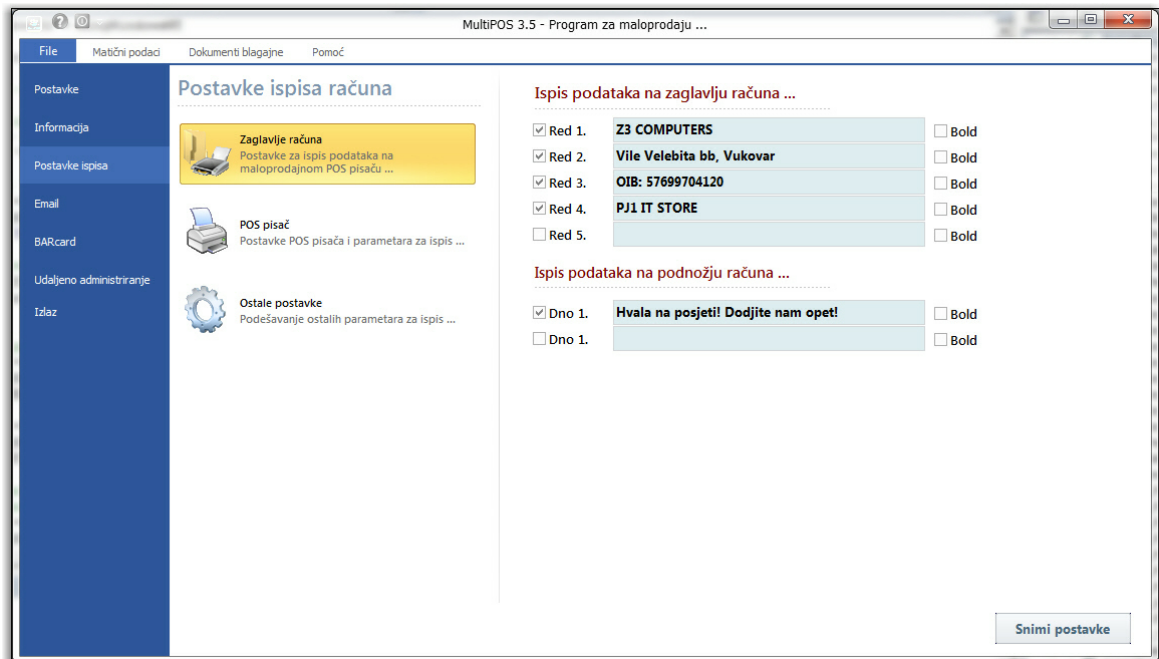 MultiPOS 3.5 - Program za maloprodaju ...
File Matični podaci Dokumenti blagajne Pomoć
Postavke
Informacija
Postavke ispisa
Email
BARcard
Udaljeno administriranje
Izlaz
Postavke ispisa računa
Zaglavlje računa
Postavke za ispis podataka na
maloprodajnom POS pisaču ...
POS pisač
Postavke POS pisača i parametara za ispis ...
Ostale postavke
Podešavanje ostalih parametara za ispis ...
Ispis podataka na zaglavlju računa ...
Red 1. Z3 COMPUTERS Bold
Red 2. Vile Velebita bb, Vukovar Bold
Red 3. OIB: 57699704120 Bold
Red 4. PJ1 IT STORE Bold
Red 5. Bold
Ispis podataka na podnožju računa ...
Dno 1. Hvala na posjeti! Dodjite nam opet! Bold
Dno 1. Bold
Snimi postavke